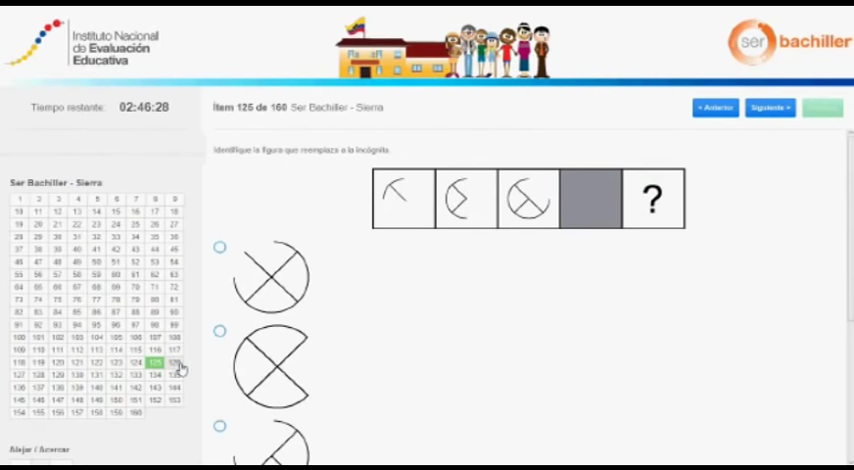 Instituto Nacional
de Evaluación
Educativa
ser bachiller
Tiempo restante: 02:46:28
Ítem 125 de 160 Ser Bachiller - Sierra
< Anterior
Siguiente >
Identifique la figura que reemplaza a la incógnita.
?
Ser Bachiller - Sierra
1 2 3 4 5 6 7 8 9
10 11 12 13 14 15 16 17 18
19 20 21 22 23 24 25 26 27
28 29 30 31 32 33 34 35 36
37 38 39 40 41 42 43 44 45
46 47 48 49 50 51 52 53 54
55 56 57 58 59 60 61 62 63
64 65 66 67 68 69 70 71 72
73 74 75 76 77 78 79 80 81
82 83 84 85 86 87 88 89 90
91 92 93 94 95 96 97 98 99
100 101 102 103 104 105 106 107 108
109 110 111 112 113 114 115 116 117
118 119 120 121 122 123 124 125 126
127 128 129 130 131 132 133 134 135
136 137 138 139 140 141 142 143 144
145 146 147 148 149 150 151 152 153
154 155 156 157 158 159 160
Alejar / Acercar